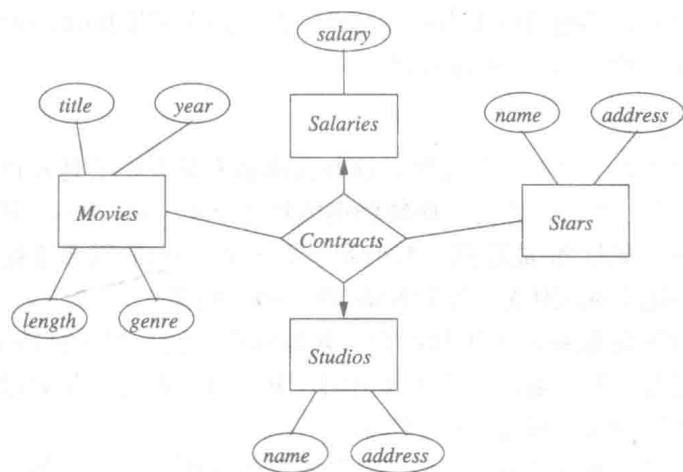 salary
title
year
name
address
Salaries
Movies
Contracts
Stars
length
genre
Studios
name
address